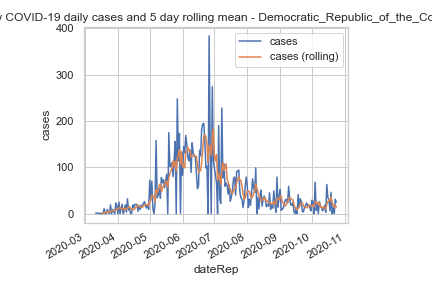 COVID-19 daily cases and 5 day rolling mean - Democratic_Republic_of_the_Co
cases
cases (rolling)
400
300
200
100
0
cases
2020-03
2020-04
2020-05
2020-06
2020-07
2020-08
2020-09
2020-10
2020-11
dateRep